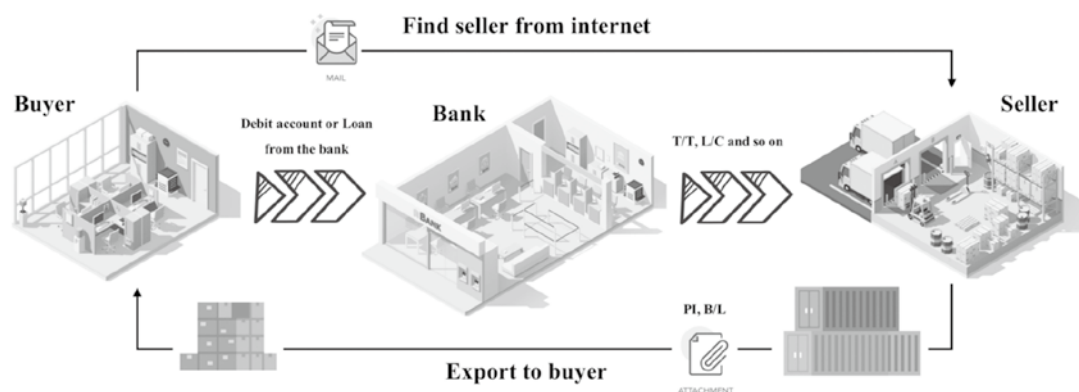 Find seller from internet
MAIL
Buyer
Bank
Seller
Debit account or Loan
from the bank
T/T, L/C and so on
BANK
PI, B/L
Export to buyer
ATTACHMENT